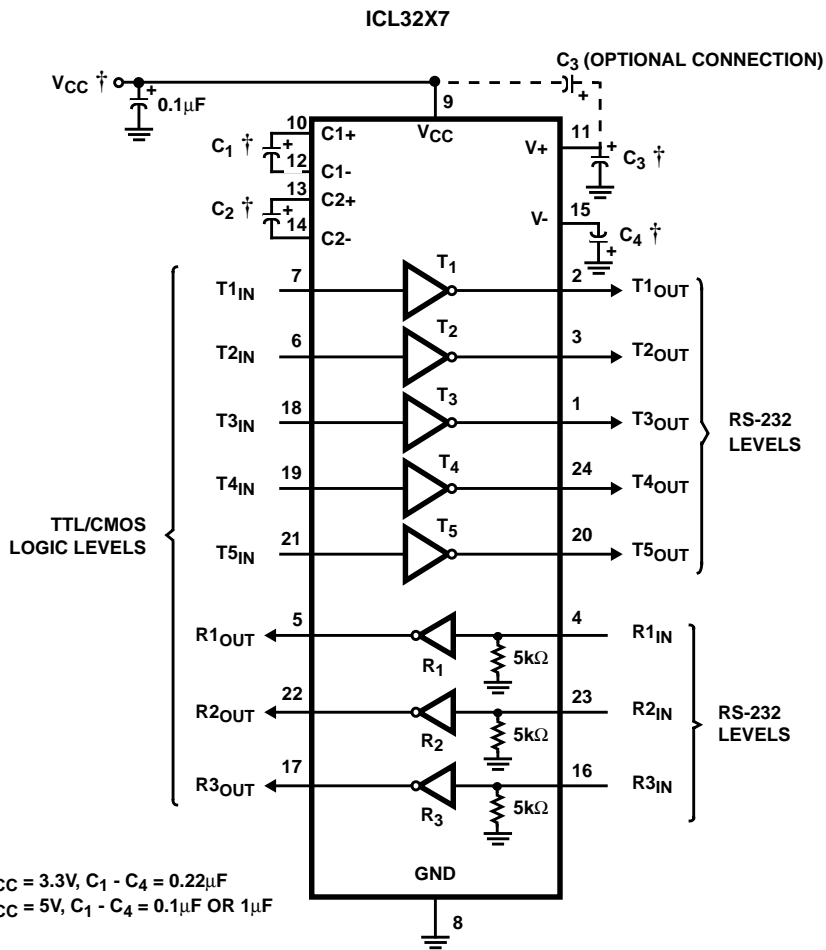 ICL32X7
C3 (OPTIONAL CONNECTION)
VCC †
+
0.1μF
9
VCC
+
10
C1+
C1 †
+
12
C1-
13
C2+
C2 †
+
14
C2-
11
V+
+
C3 †
15
V-
C4 †
+
T1IN
7
T1
2
T1OUT
T2IN
6
T2
3
T2OUT
T3IN
18
T3
1
T3OUT
T4IN
19
T4
24
T4OUT
T5IN
21
T5
20
T5OUT
TTL/CMOS
LOGIC LEVELS
RS-232
LEVELS
R1OUT
5
R1
5kΩ
4
R1IN
R2OUT
22
R2
5kΩ
23
R2IN
R3OUT
17
R3
5kΩ
16
R3IN
RS-232
LEVELS
GND
8
CC = 3.3V, C1 - C4 = 0.22μF
CC = 5V, C1 - C4 = 0.1μF OR 1μF